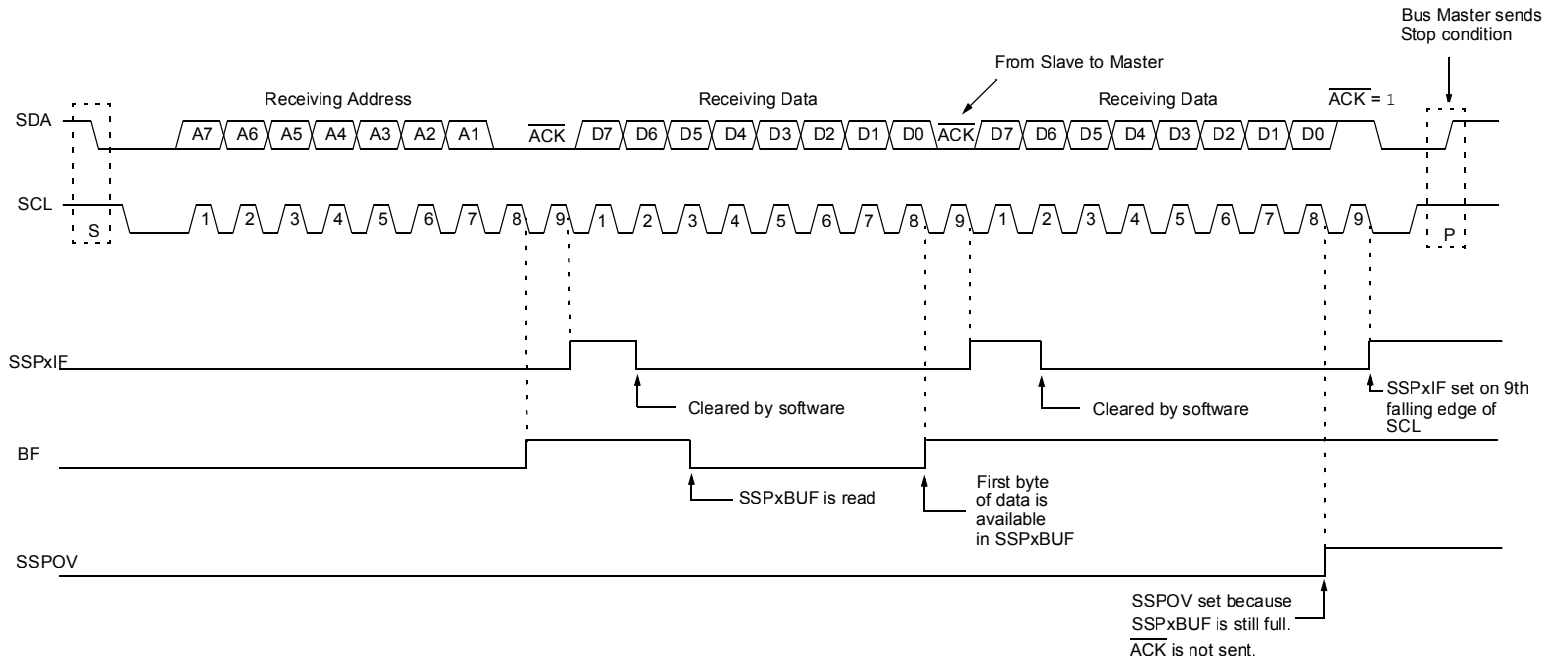 Bus Master sends
Stop condition
From Slave to Master
Receiving Address
Receiving Data
Receiving Data
ACK = 1
SDA
A7 A6 A5 A4 A3 A2 A1 ACK D7 D6 D5 D4 D3 D2 D1 D0 ACK D7 D6 D5 D4 D3 D2 D1 D0
SCL
S 1 2 3 4 5 6 7 8 9 1 2 3 4 5 6 7 8 9 1 2 3 4 5 6 7 8 9 P
SSPxIF
Cleared by software
Cleared by software
SSPxIF set on 9th
falling edge of
SCL
BF
SSPxBUF is read
First byte
of data is
available
in SSPxBUF
SSPOV
SSPOV set because
SSPxBUF is still full.
ACK is not sent.